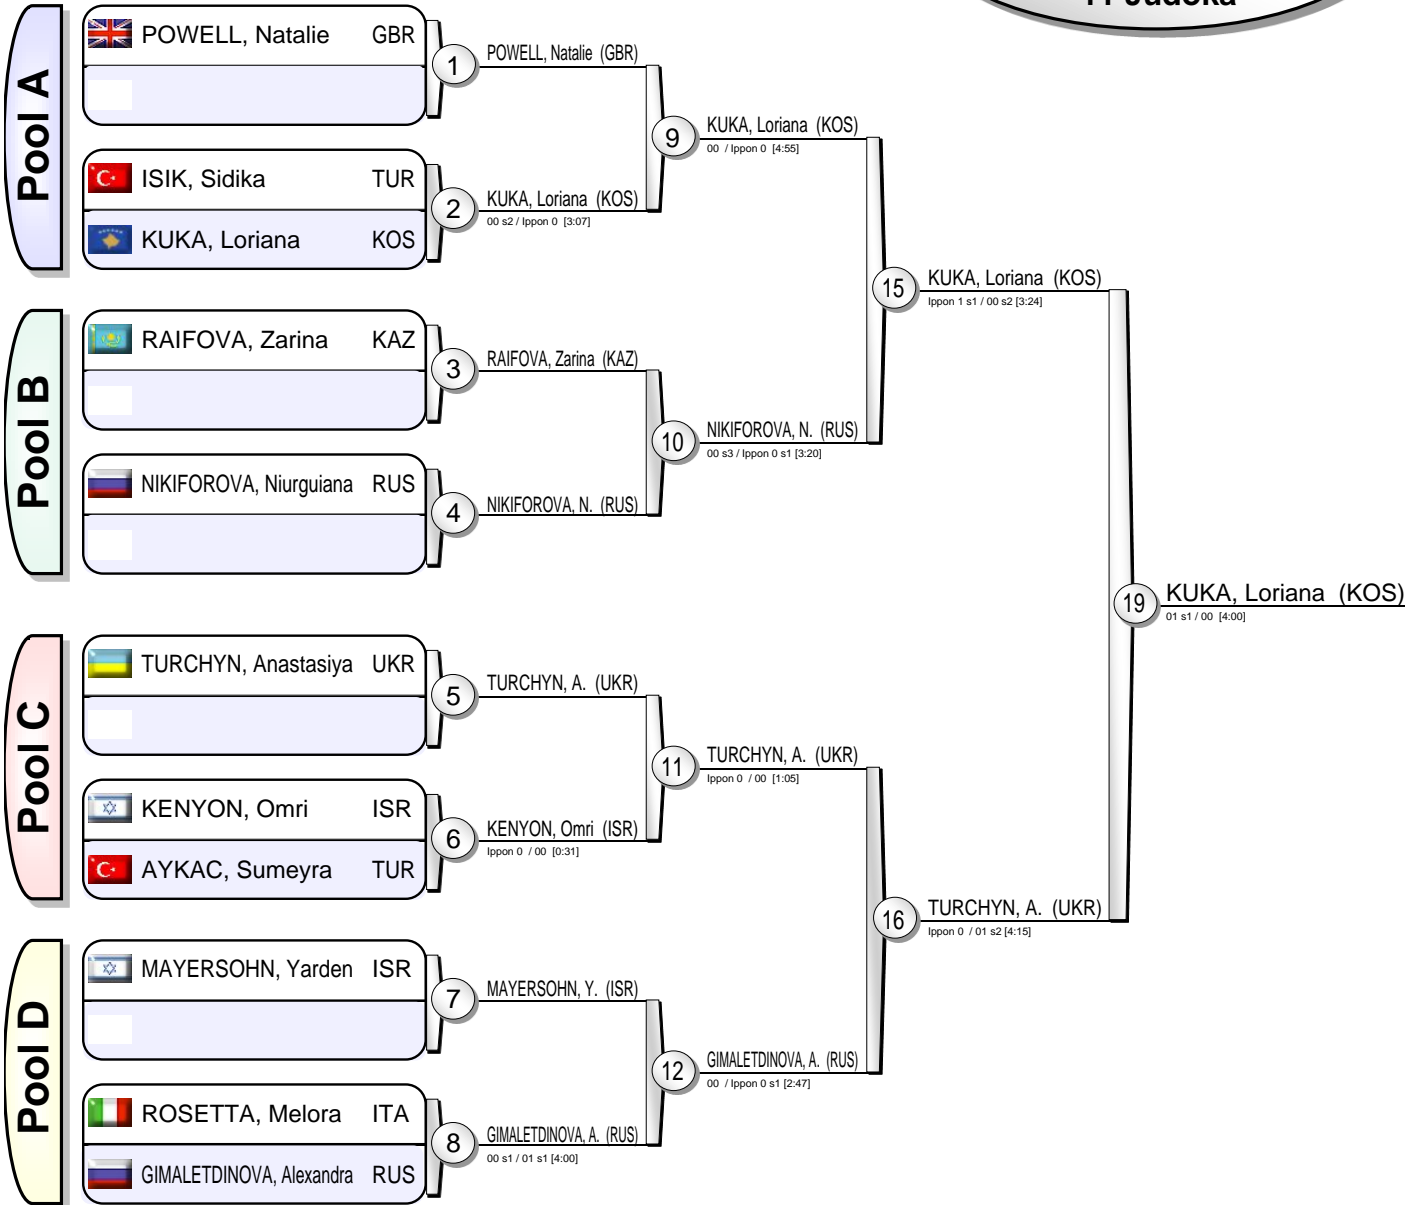 11 Judoka
Pool A
POWELL, Natalie GBR
1
POWELL, Natalie (GBR)
ISIK, Sidika TUR
KUKA, Loriana KOS
2
KUKA, Loriana (KOS)
00 s2 / Ippon 0 [3:07]
9
KUKA, Loriana (KOS)
00 / Ippon 0 [4:55]
Pool B
RAIFOVA, Zarina KAZ
3
RAIFOVA, Zarina (KAZ)
NIKIFOROVA, Niurguiana RUS
4
NIKIFOROVA, N. (RUS)
10
NIKIFOROVA, N. (RUS)
00 s3 / Ippon 0 s1 [3:20]
15
KUKA, Loriana (KOS)
Ippon 1 s1 / 00 s2 [3:24]
Pool C
TURCHYN, Anastasiya UKR
5
TURCHYN, A. (UKR)
KENYON, Omri ISR
AYKAC, Sumeyra TUR
6
KENYON, Omri (ISR)
Ippon 0 / 00 [0:31]
11
TURCHYN, A. (UKR)
Ippon 0 / 00 [1:05]
Pool D
MAYERSOHN, Yarden ISR
7
MAYERSOHN, Y. (ISR)
ROSETTA, Melora ITA
GIMALETDINOVA, Alexandra RUS
8
GIMALETDINOVA, A. (RUS)
00 s1 / 01 s1 [4:00]
12
GIMALETDINOVA, A. (RUS)
00 / Ippon 0 s1 [2:47]
16
TURCHYN, A. (UKR)
Ippon 0 / 01 s2 [4:15]
19
KUKA, Loriana (KOS)
01 s1 / 00 [4:00]